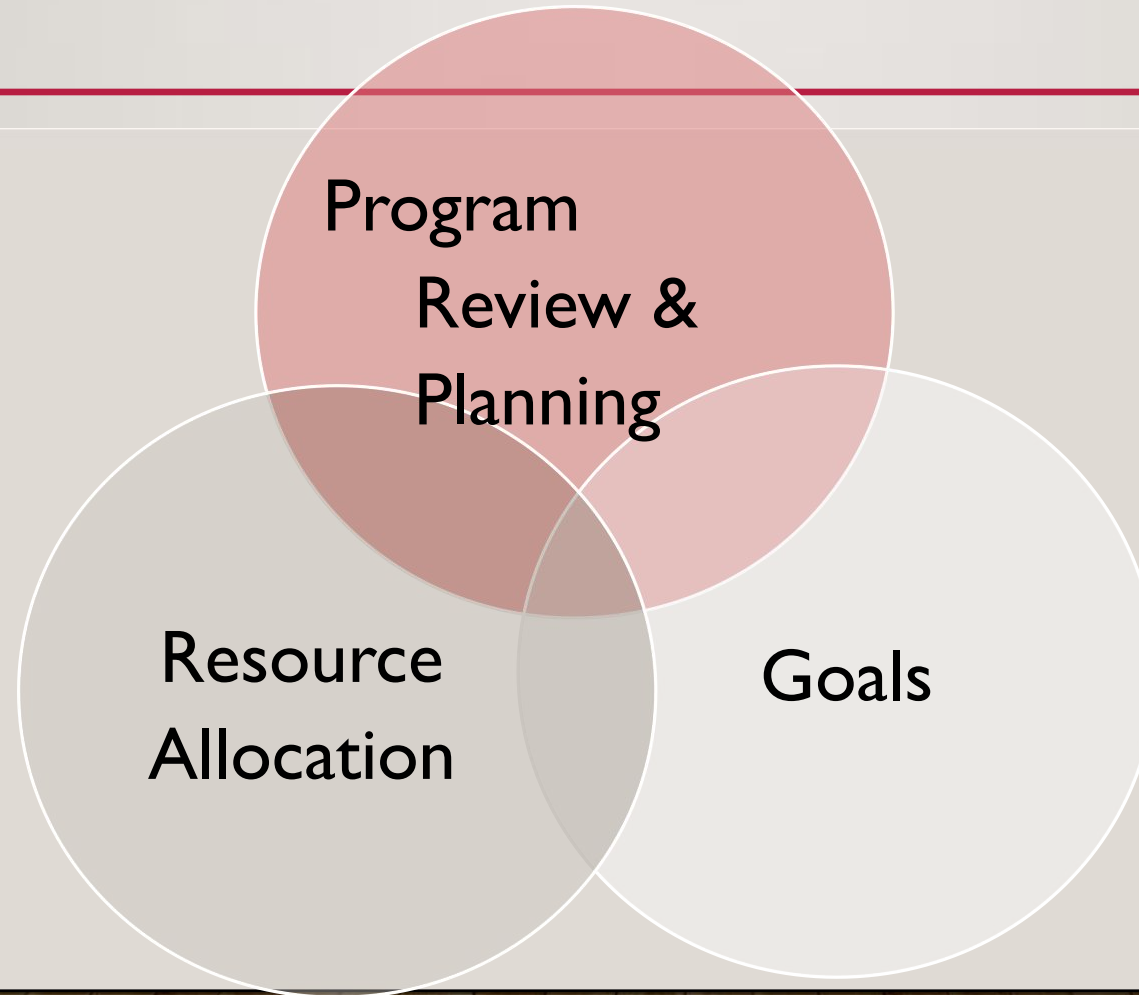 Program
Review &
Planning
Resource
Allocation
Goals